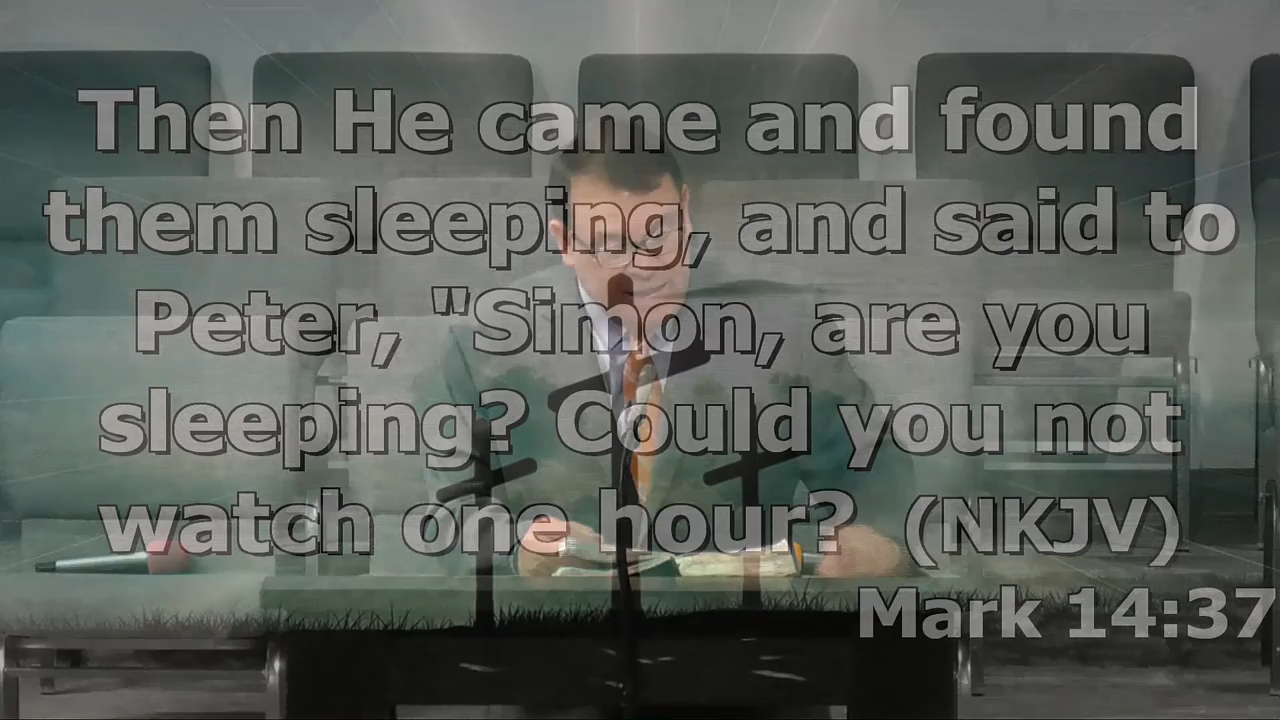 Then He came and found
them sleeping, and said to
Peter, "Simon, are you
sleeping? Could you not
watch one hour? (NKJV)
Mark 14:37